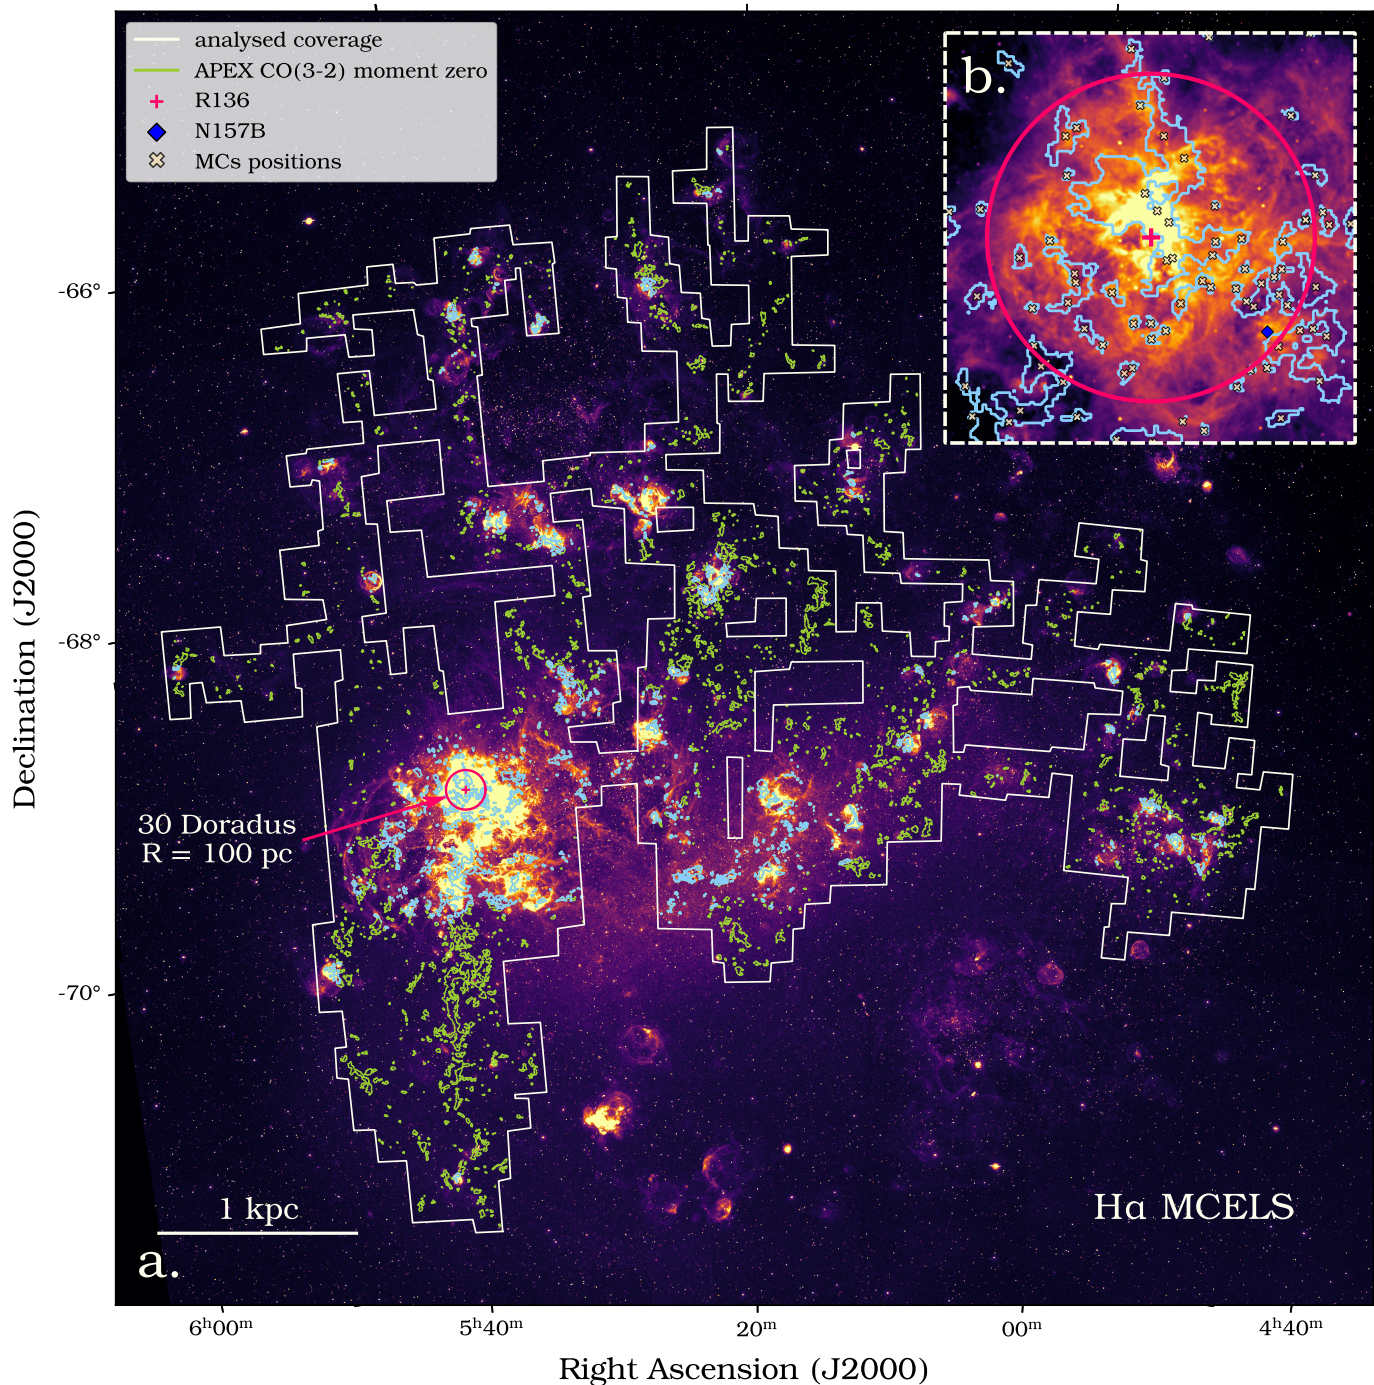 analysed coverage
APEX CO(3-2) moment zero
R136
N157B
MCs positions
b.
-66°
-68°
-70°
Declination (J2000)
30 Doradus
R = 100 pc
1 kpc
Hα MCELS
a.
6ʰ00ᵐ 5ʰ40ᵐ 20ᵐ 00ᵐ 4ʰ40ᵐ
Right Ascension (J2000)